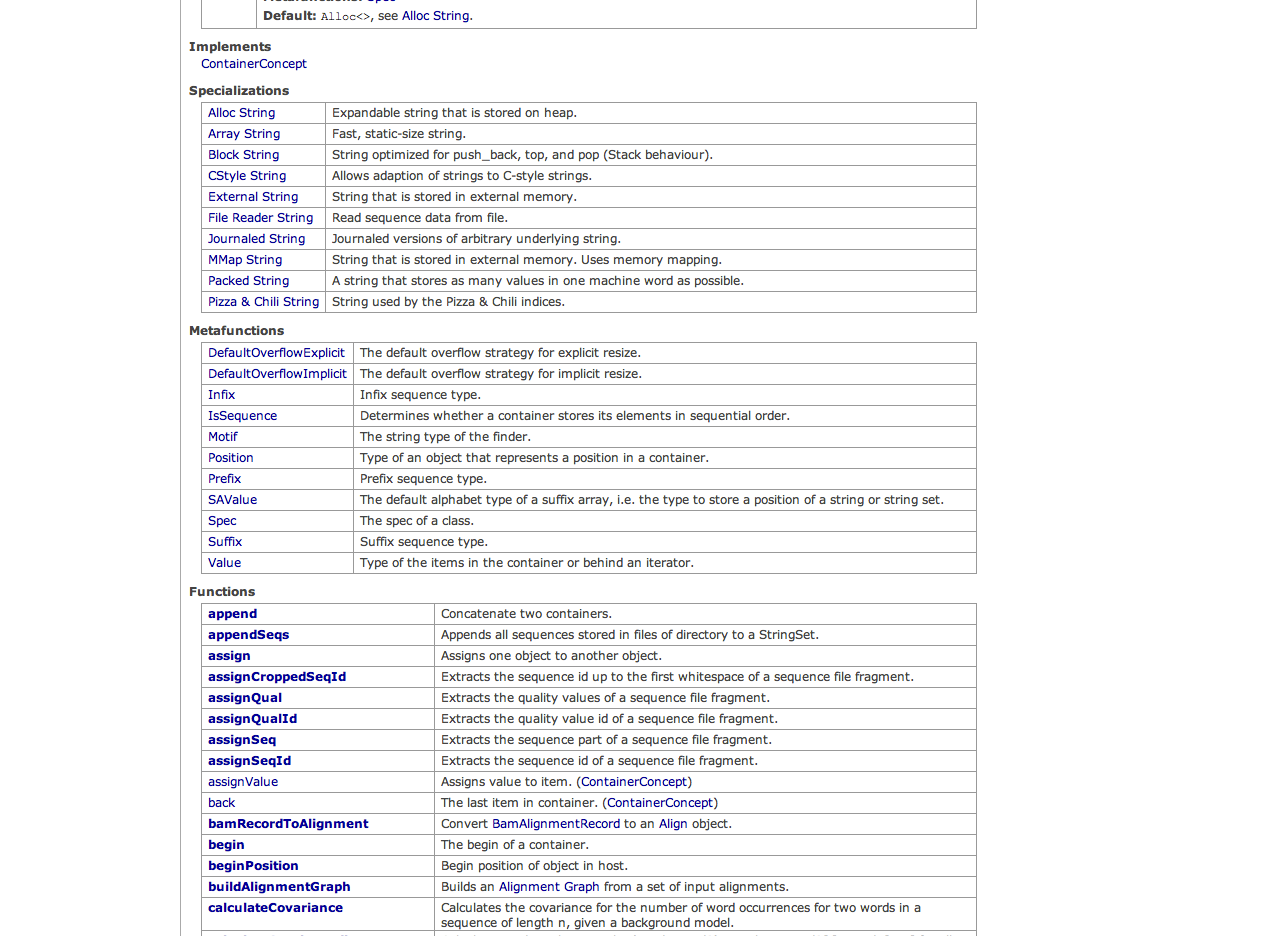 Default: Alloc<>, see Alloc String.
Implements
ContainerConcept
Specializations
Alloc String Expandable string that is stored on heap.
Array String Fast, static-size string.
Block String String optimized for push_back, top, and pop (Stack behaviour).
CStyle String Allows adaption of strings to C-style strings.
External String String that is stored in external memory.
File Reader String Read sequence data from file.
Journaled String Journaled versions of arbitrary underlying string.
MMap String String that is stored in external memory. Uses memory mapping.
Packed String A string that stores as many values in one machine word as possible.
Pizza & Chili String String used by the Pizza & Chili indices.
Metafunctions
DefaultOverflowExplicit The default overflow strategy for explicit resize.
DefaultOverflowImplicit The default overflow strategy for implicit resize.
Infix Infix sequence type.
IsSequence Determines whether a container stores its elements in sequential order.
Motif The string type of the finder.
Position Type of an object that represents a position in a container.
Prefix Prefix sequence type.
SAValue The default alphabet type of a suffix array, i.e. the type to store a position of a string or string set.
Spec The spec of a class.
Suffix Suffix sequence type.
Value Type of the items in the container or behind an iterator.
Functions
append Concatenate two containers.
appendSeqs Appends all sequences stored in files of directory to a StringSet.
assign Assigns one object to another object.
assignCroppedSeqId Extracts the sequence id up to the first whitespace of a sequence file fragment.
assignQual Extracts the quality values of a sequence file fragment.
assignQualId Extracts the quality value id of a sequence file fragment.
assignSeq Extracts the sequence part of a sequence file fragment.
assignSeqId Extracts the sequence id of a sequence file fragment.
assignValue Assigns value to item. (ContainerConcept)
back The last item in container. (ContainerConcept)
bamRecordToAlignment Convert BamAlignmentRecord to an Align object.
begin The begin of a container.
beginPosition Begin position of object in host.
buildAlignmentGraph Builds an Alignment Graph from a set of input alignments.
calculateCovariance Calculates the covariance for the number of word occurrences for two words in a
sequence of length n, given a background model.